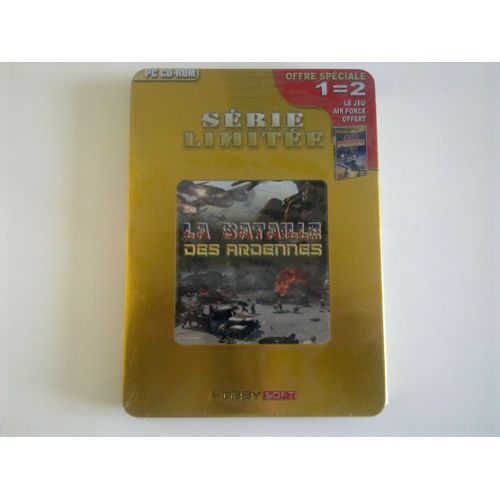 PC CD-ROM
OFFRE SPÉCIALE
1=2
LE JEU
AIR FORCE
OFFERT
SÉRIE
LIMITÉE
LA BATAILLE
DES ARDENNES
HOBBY SOFT